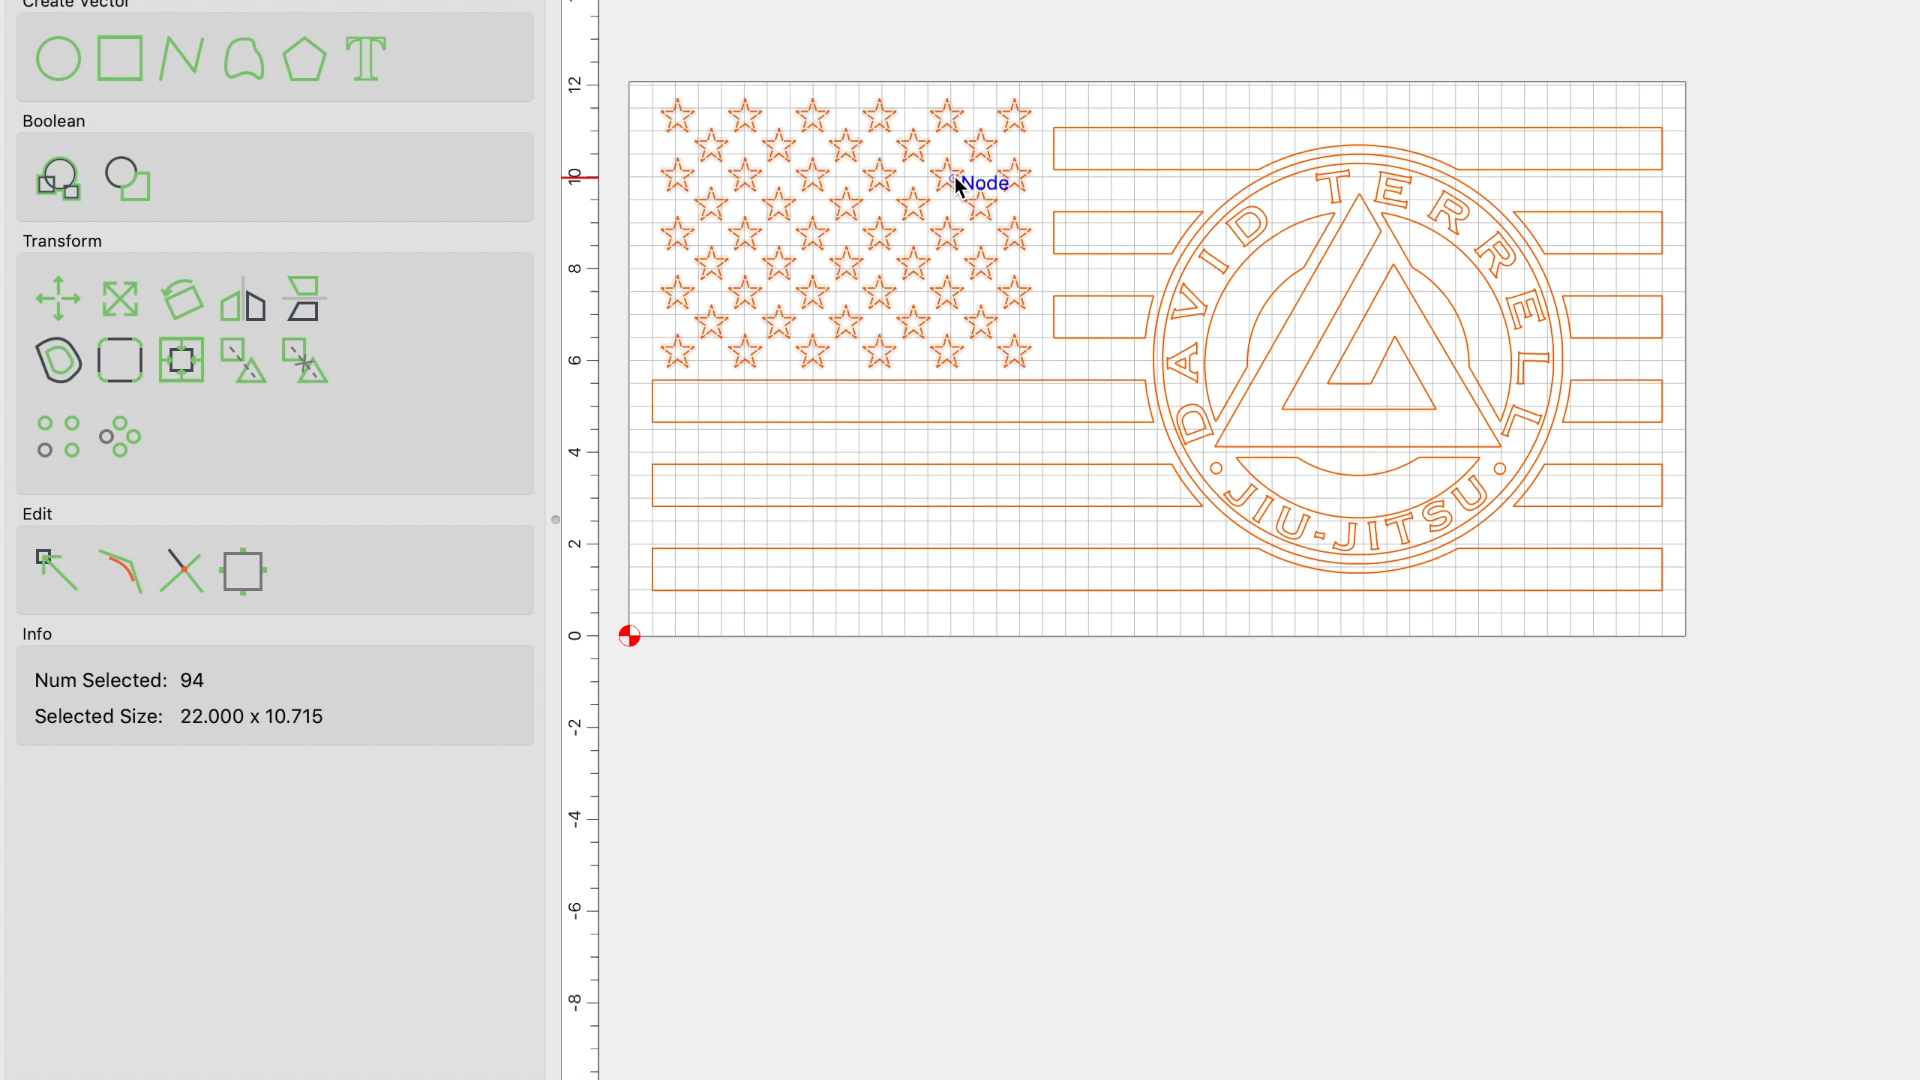 Create Vector
T
Boolean
Transform
Edit
Info
Num Selected: 94
Selected Size: 22.000 x 10.715
12
10
8
6
4
2
0
-2
-4
-6
-8
Node
DAVID TERRELL
JIU-JITSU